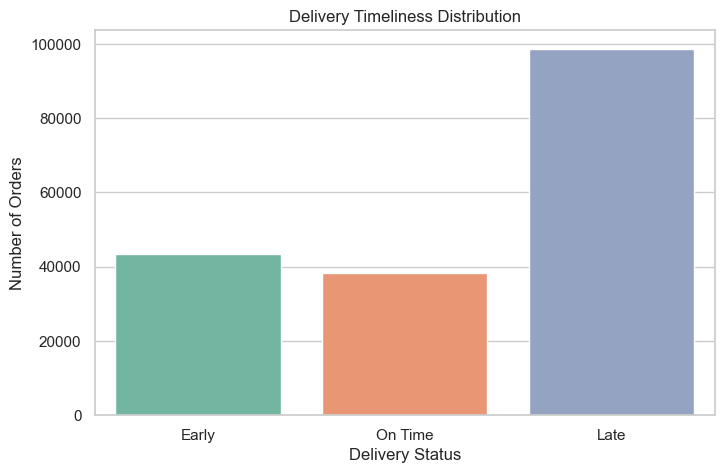 Delivery Timeliness Distribution
Number of Orders
100000
80000
60000
40000
20000
0
Early
On Time
Late
Delivery Status